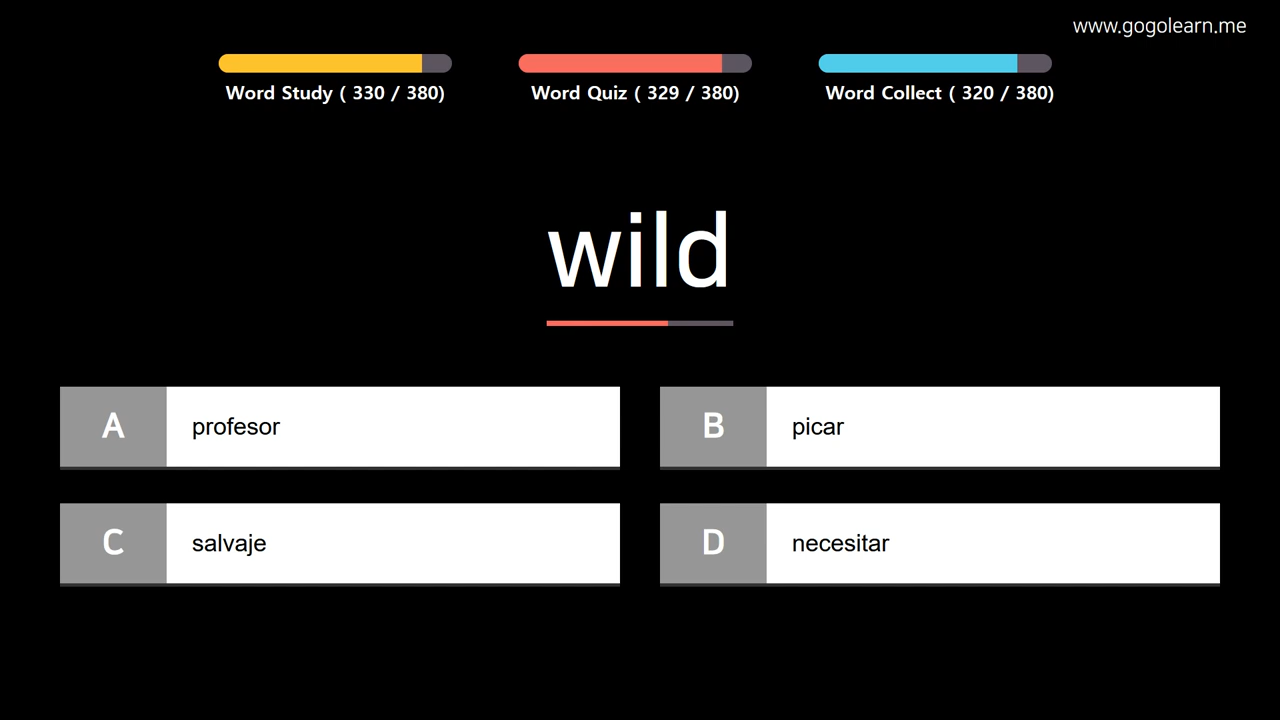 www.gogolearn.me
Word Study ( 330 / 380)
Word Quiz ( 329 / 380)
Word Collect ( 320 / 380)
wild
A profesor
B picar
C salvaje
D necesitar